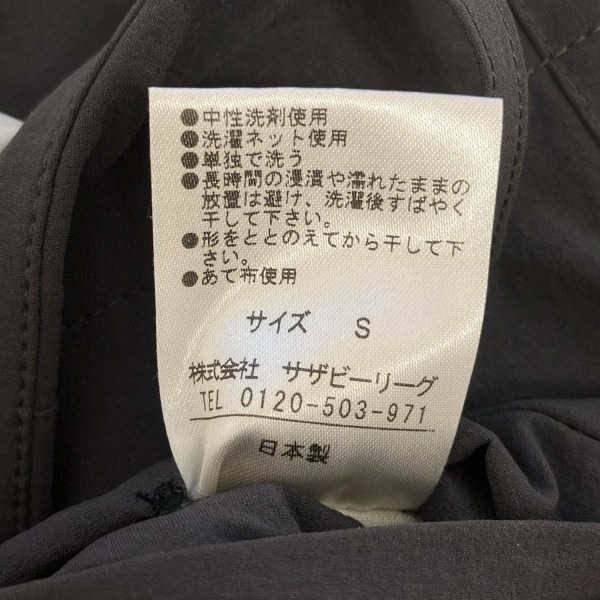 ●中性洗剤使用
●洗濯ネット使用
●単独で洗う
●長時間の浸漬や濡れたままの
放置は避け、洗濯後すばやく
干して下さい。
●形をととのえてから干して下
さい。
●あて布使用
サイズ S
株式会社 サザビーリーグ
TEL 0120-503-971
日本製